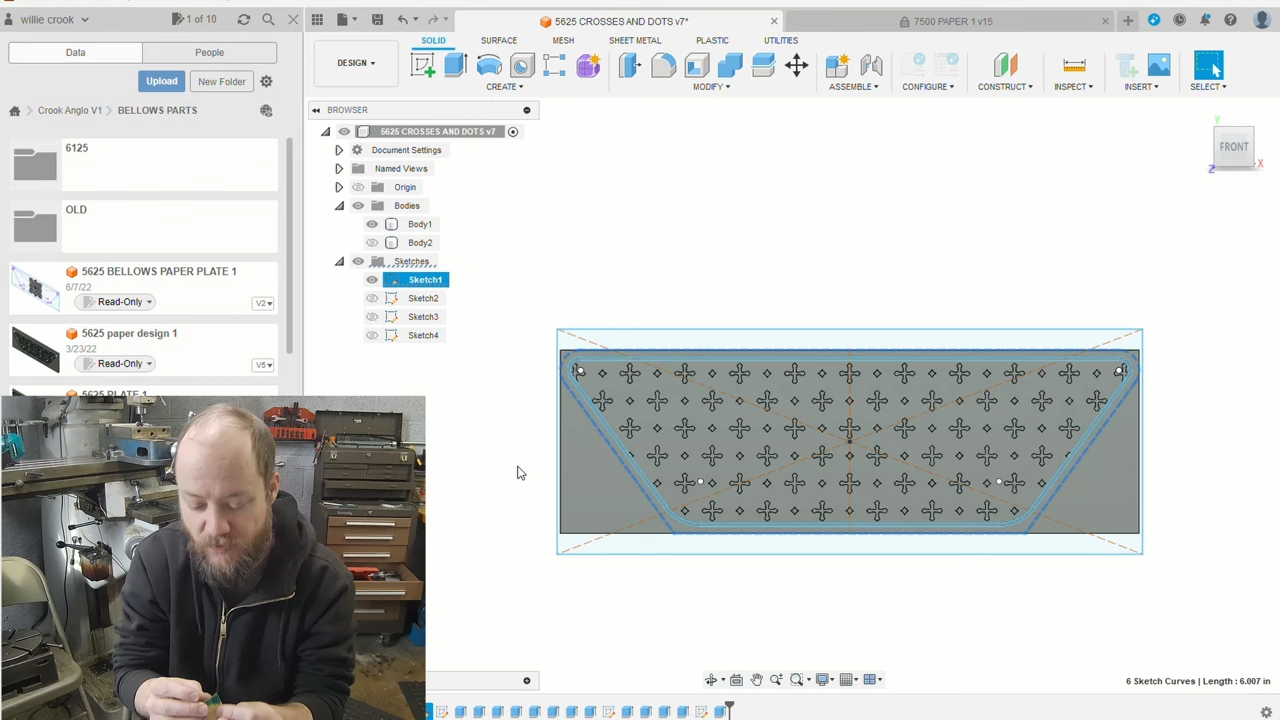 willie crook
1 of 10
5625 CROSSES AND DOTS v7*
7500 PAPER 1 v15
Data
People
Upload
New Folder
Crook Anglo V1
BELLOWS PARTS
6125
OLD
5625 BELLOWS PAPER PLATE 1
6/7/22
Read-Only
V2
5625 paper design 1
3/23/22
Read-Only
V5
5625 PLATE 1
SOLID
SURFACE
MESH
SHEET METAL
PLASTIC
UTILITIES
DESIGN
CREATE
MODIFY
ASSEMBLE
CONFIGURE
CONSTRUCT
INSPECT
INSERT
SELECT
BROWSER
5625 CROSSES AND DOTS v7
Document Settings
Named Views
Origin
Bodies
Body1
Body2
Sketches
Sketch1
Sketch2
Sketch3
Sketch4
Y
FRONT
Z
X
6 Sketch Curves | Length : 6.007 in